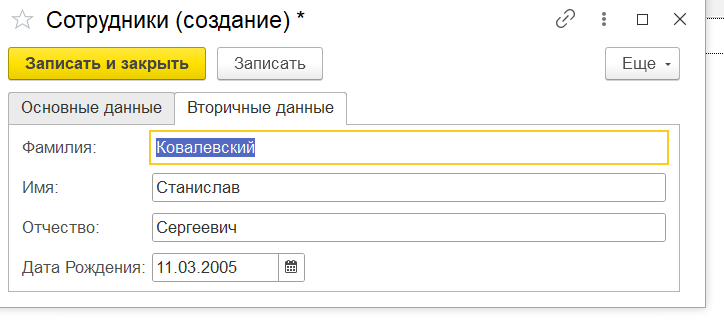 Сотрудники (создание) *
Записать и закрыть Записать Еще
Основные данные Вторичные данные
Фамилия: Ковалевский
Имя: Станислав
Отчество: Сергеевич
Дата Рождения: 11.03.2005